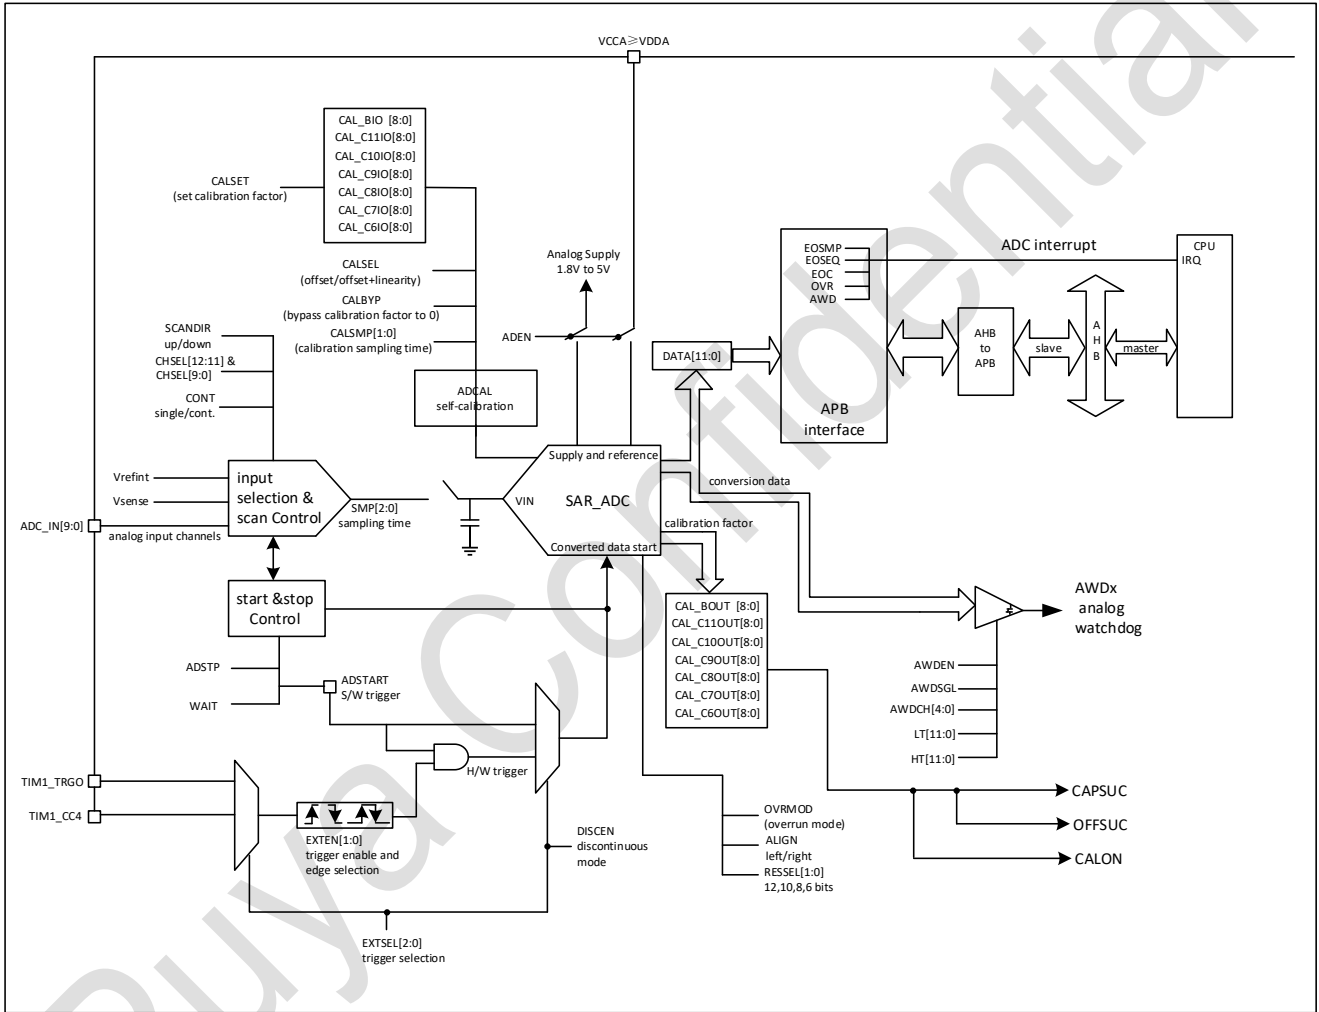 VCCA≥VDDA
CAL_BIO [8:0]
CAL_C11IO[8:0]
CAL_C10IO[8:0]
CAL_C9IO[8:0]
CAL_C8IO[8:0]
CAL_C7IO[8:0]
CAL_C6IO[8:0]
CALSET
(set calibration factor)
CALSEL
(offset/offset+linearity)
CALBYP
(bypass calibration factor to 0)
CALSMP[1:0]
(calibration sampling time)
Analog Supply
1.8V to 5V
ADEN
SCANDIR
up/down
CHSEL[12:11] &
CHSEL[9:0]
CONT
single/cont.
ADCAL
self-calibration
DATA[11:0]
EOSMP
EOSEQ
EOC
OVR
AWD
APB
interface
ADC interrupt
CPU
IRQ
AHB
to
APB
slave
A
H
B
master
Vrefint
Vsense
ADC_IN[9:0]
analog input channels
input
selection &
scan Control
SMP[2:0]
sampling time
Supply and reference
VIN
SAR_ADC
Converted data start
conversion data
calibration factor
start &stop
Control
ADSTP
WAIT
ADSTART
S/W trigger
H/W trigger
TIM1_TRGO
TIM1_CC4
EXTEN[1:0]
trigger enable and
edge selection
DISCEN
discontinuous
mode
EXTSEL[2:0]
trigger selection
CAL_BOUT [8:0]
CAL_C11OUT[8:0]
CAL_C10OUT[8:0]
CAL_C9OUT[8:0]
CAL_C8OUT[8:0]
CAL_C7OUT[8:0]
CAL_C6OUT[8:0]
AWDx
analog
watchdog
AWDEN
AWDSGL
AWDCH[4:0]
LT[11:0]
HT[11:0]
OVRMOD
(overrun mode)
ALIGN
left/right
RESSEL[1:0]
12,10,8,6 bits
CAPSUC
OFFSUC
CALON
Puya Confidential